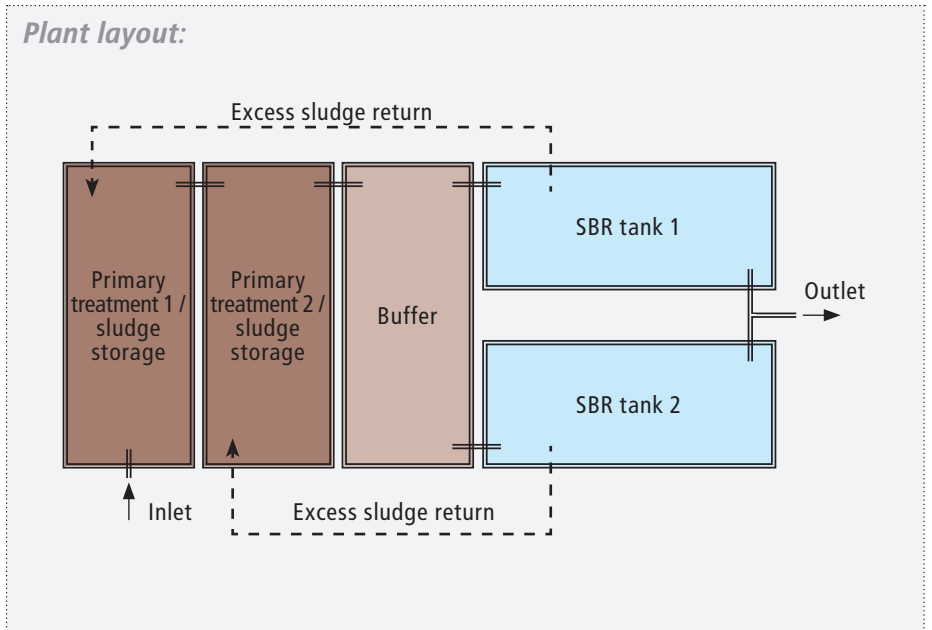 Plant layout:
Excess sludge return
Primary
treatment 1 /
sludge
storage
Primary
treatment 2 /
sludge
storage
Buffer
SBR tank 1
SBR tank 2
Outlet
Inlet
Excess sludge return